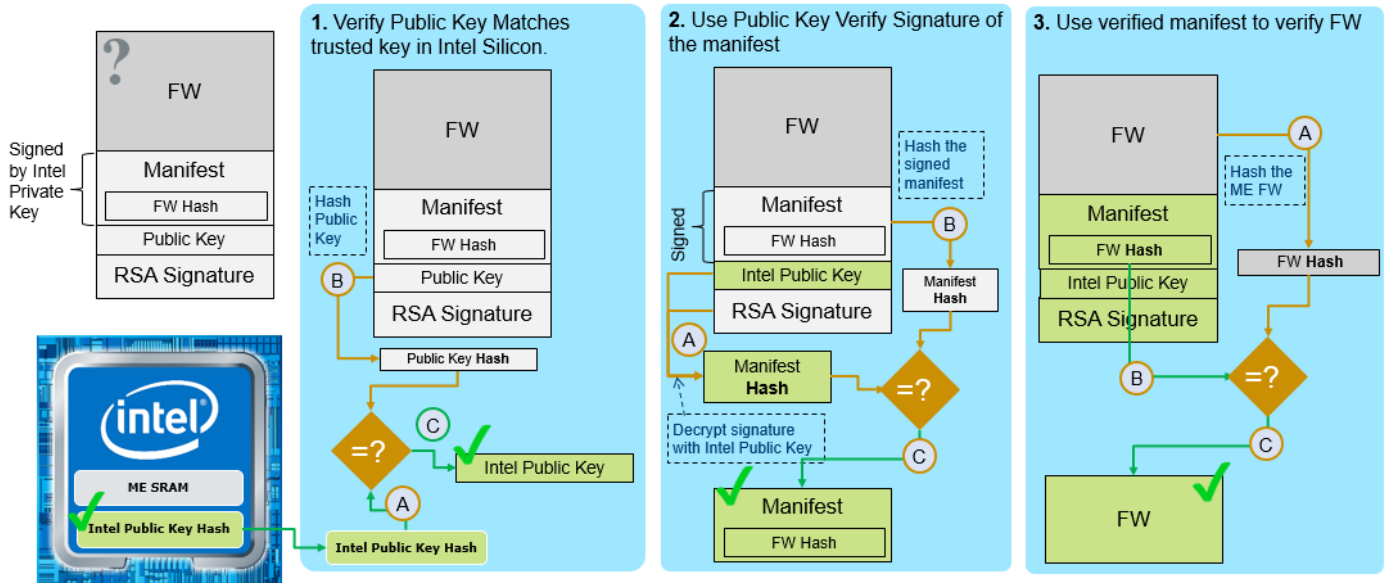 ?
FW
Signed
by Intel
Private
Key
Manifest
FW Hash
Public Key
RSA Signature
intel®
ME SRAM
Intel Public Key Hash
1. Verify Public Key Matches
trusted key in Intel Silicon.
FW
Hash
Public
Key
Manifest
FW Hash
B
Public Key
RSA Signature
Public Key Hash
=?
C
Intel Public Key
A
Intel Public Key Hash
2. Use Public Key Verify Signature of
the manifest
FW
Hash the
signed
manifest
Signed
Manifest
B
FW Hash
Intel Public Key
Manifest
Hash
RSA Signature
A
Manifest
Hash
=?
Decrypt signature
with Intel Public Key
C
Manifest
FW Hash
3. Use verified manifest to verify FW
FW
A
Hash the
ME FW
Manifest
FW Hash
FW Hash
Intel Public Key
RSA Signature
B
=?
C
FW